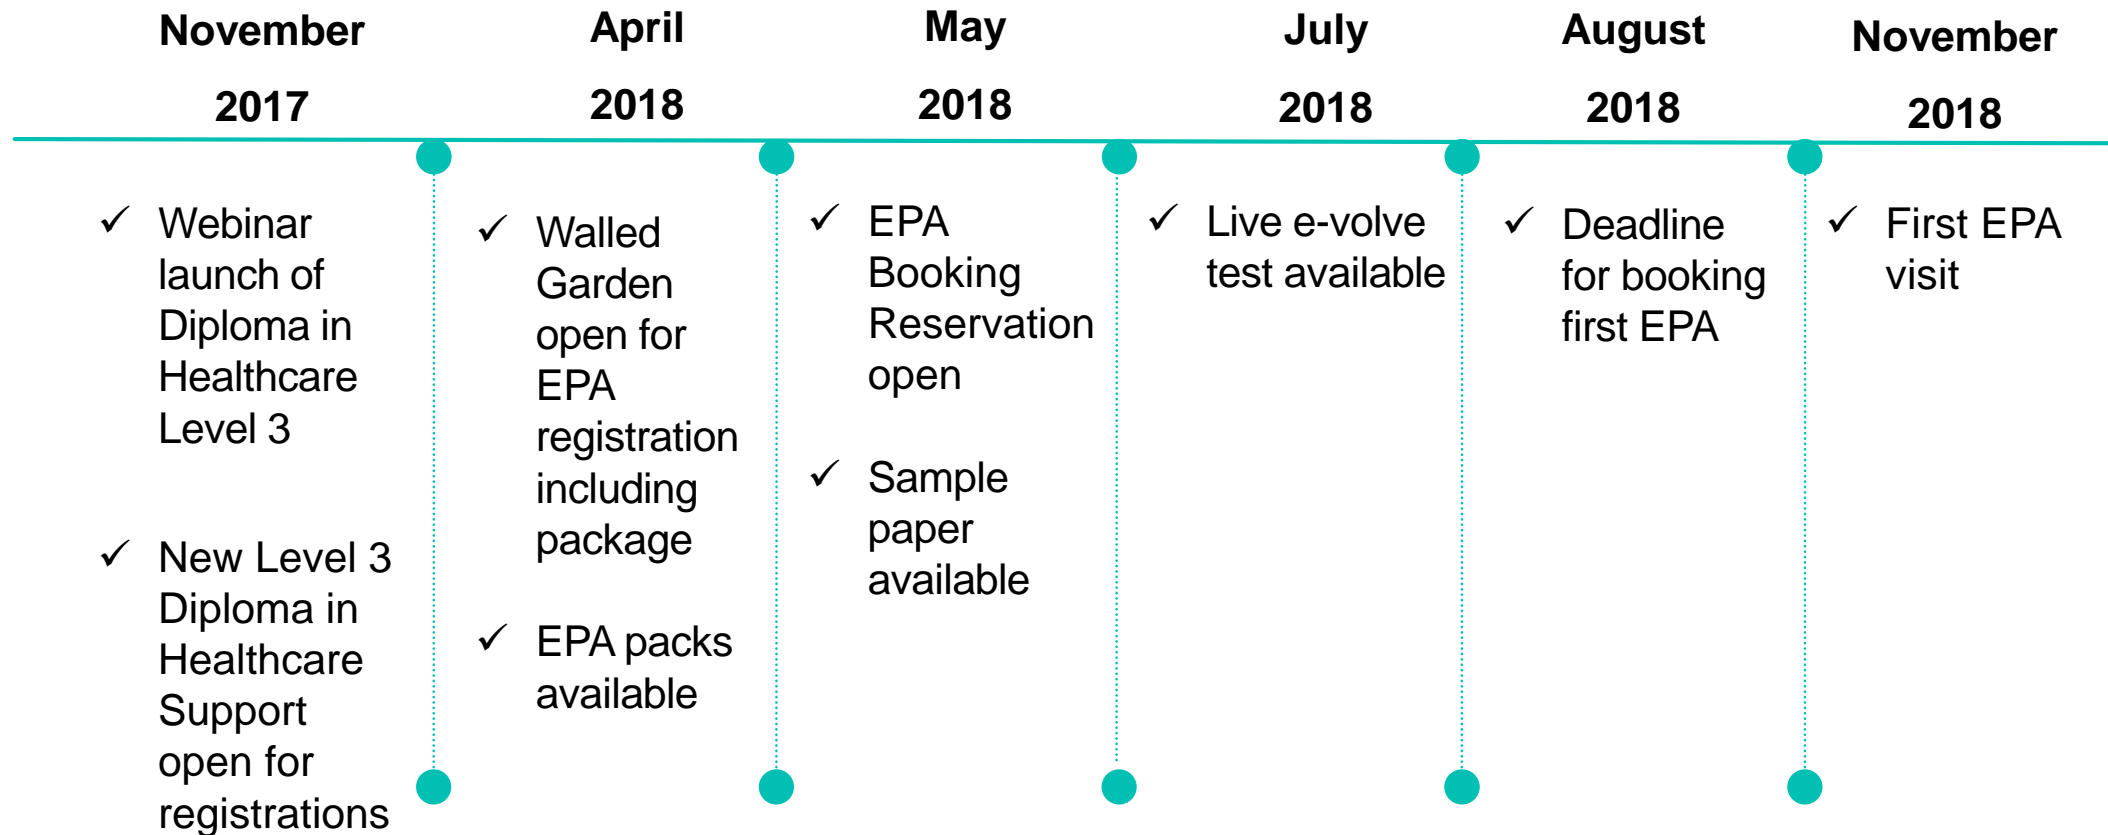 November
2017
April
2018
May
2018
July
2018
August
2018
November
2018
✓ Webinar
launch of
Diploma in
Healthcare
Level 3
✓ New Level 3
Diploma in
Healthcare
Support
open for
registrations
✓ Walled
Garden
open for
EPA
registration
including
package
✓ EPA packs
available
✓ EPA
Booking
Reservation
open
✓ Sample
paper
available
✓ Live e-volve
test available
✓ Deadline
for booking
first EPA
✓ First EPA
visit